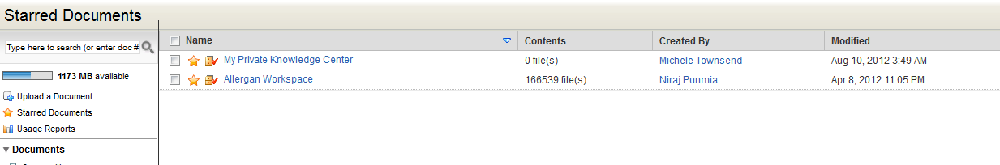 Starred Documents
Type here to search (or enter doc#
1173 MB available
Upload a Document
Starred Documents
Usage Reports
Documents
Name Contents Created By Modified
My Private Knowledge Center 0 file(s) Michele Townsend Aug 10, 2012 3:49 AM
Allergan Workspace 166539 file(s) Niraj Punmia Apr 8, 2012 11:05 PM